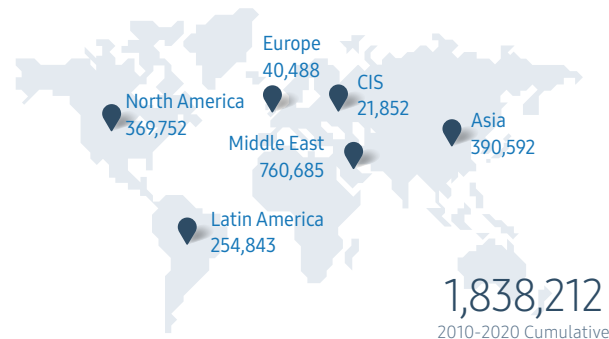 Europe
40,488
CIS
21,852
North America
369,752
Asia
390,592
Middle East
760,685
Latin America
254,843
1,838,212
2010-2020 Cumulative